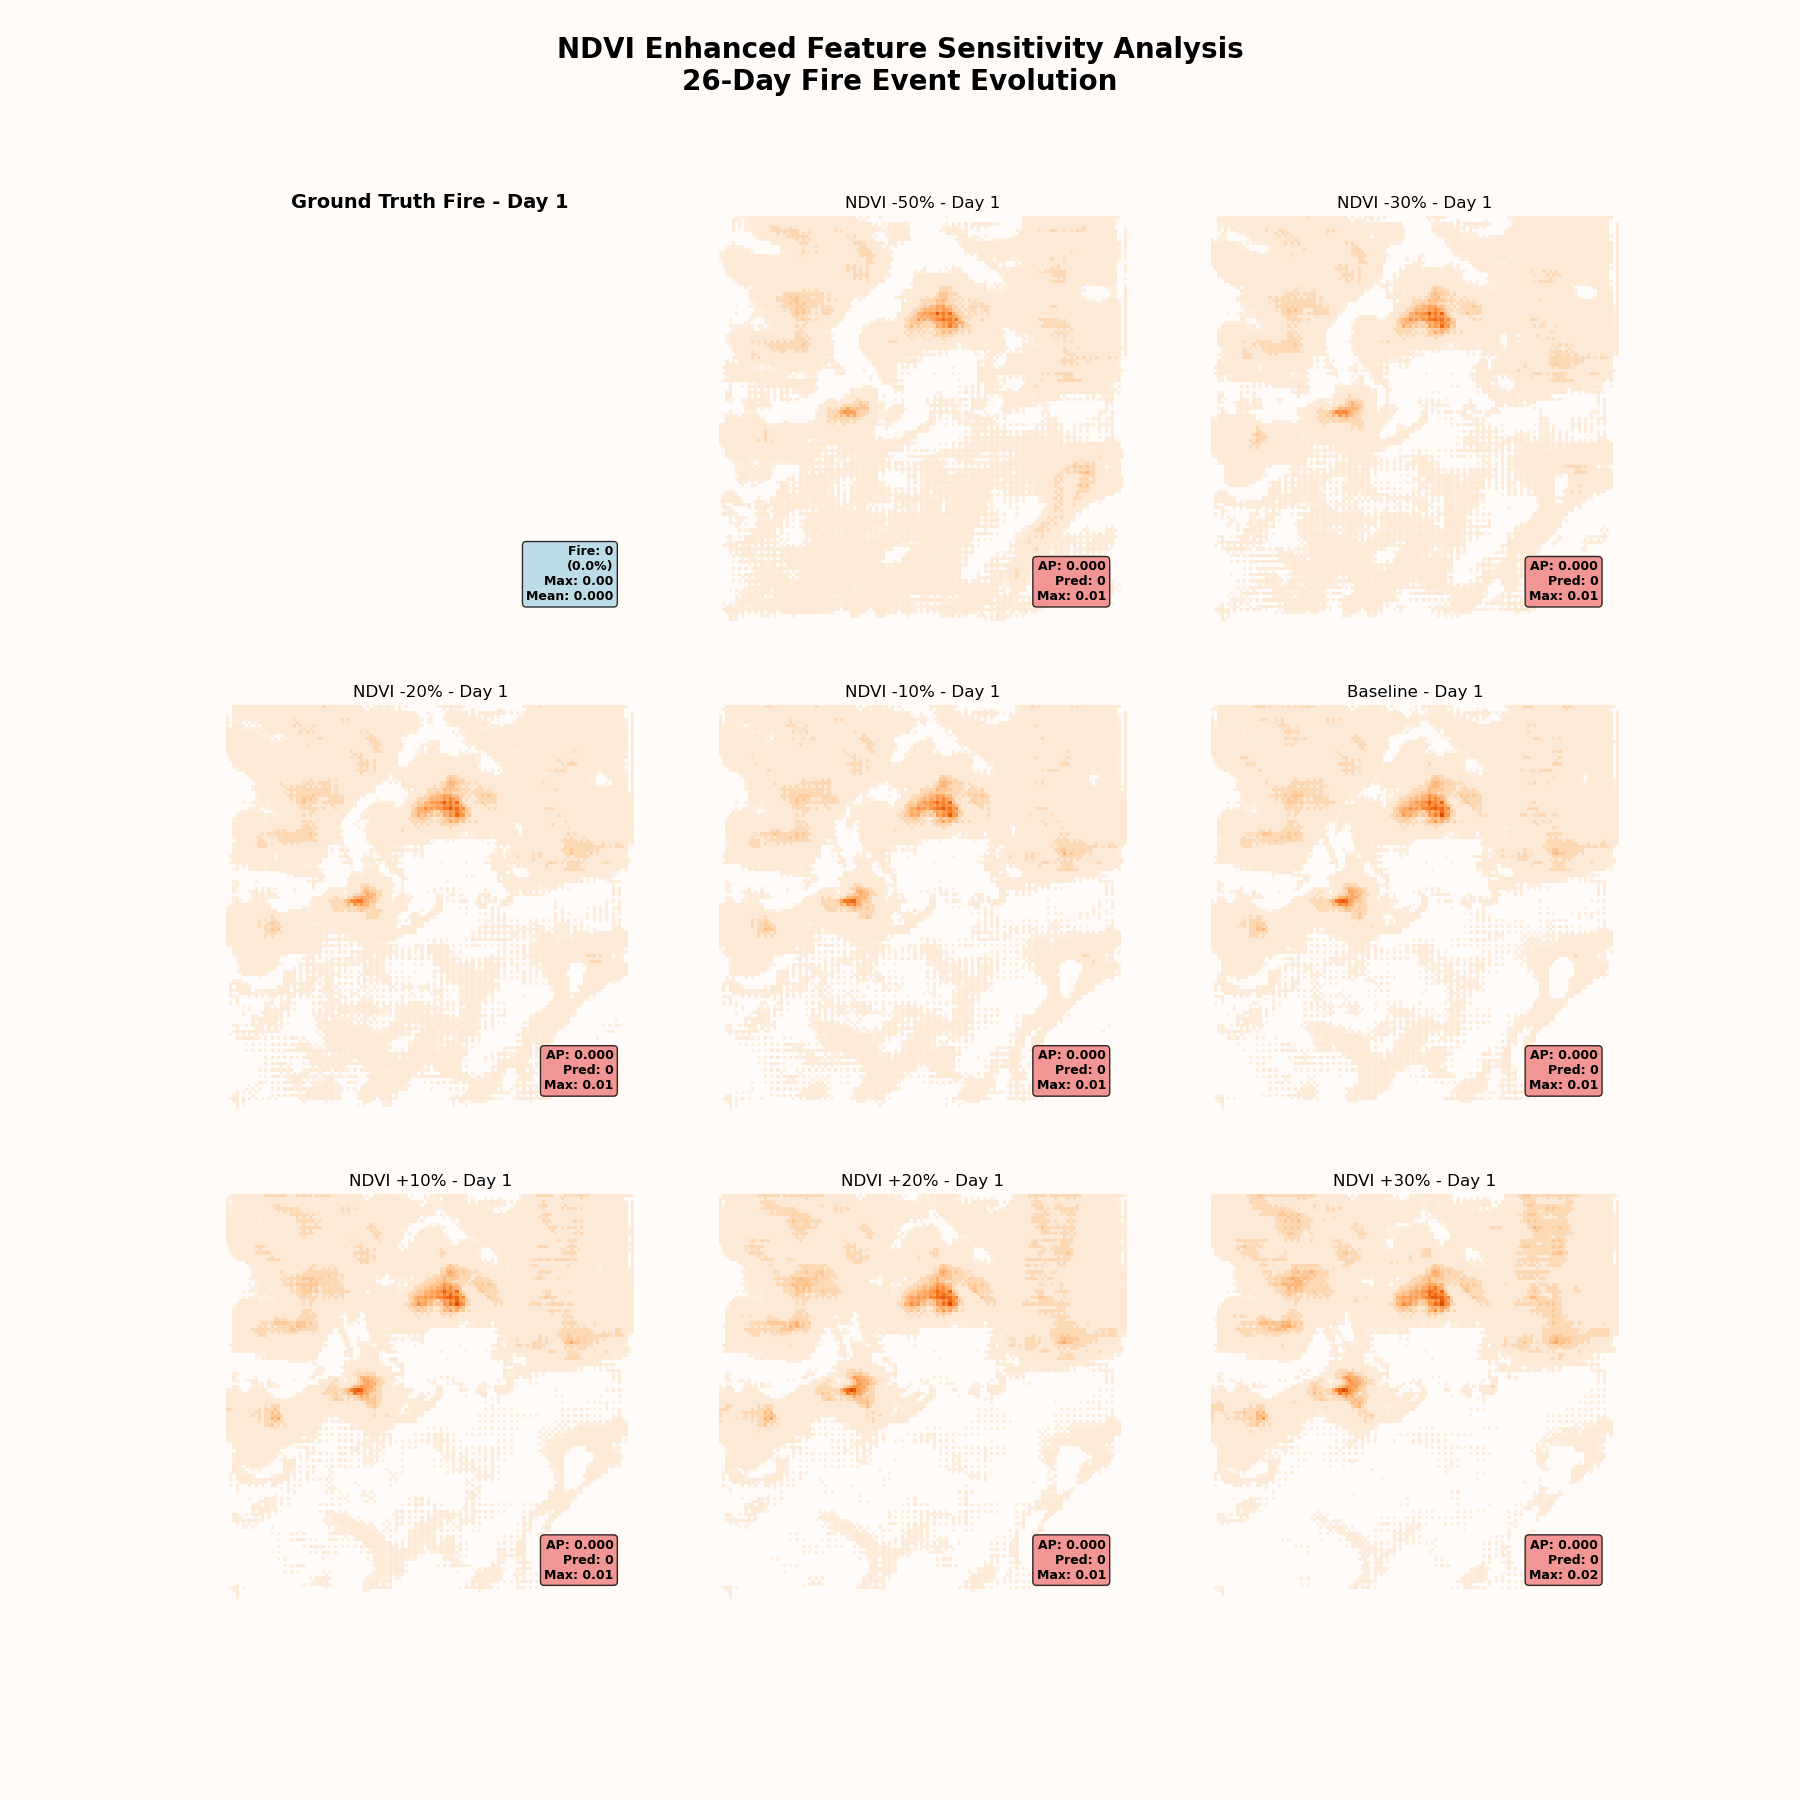 NDVI Enhanced Feature Sensitivity Analysis
26-Day Fire Event Evolution
Ground Truth Fire - Day 1
Fire: 0
(0.0%)
Max: 0.00
Mean: 0.000
NDVI -50% - Day 1
AP: 0.000
Pred: 0
Max: 0.01
NDVI -30% - Day 1
AP: 0.000
Pred: 0
Max: 0.01
NDVI -20% - Day 1
AP: 0.000
Pred: 0
Max: 0.01
NDVI -10% - Day 1
AP: 0.000
Pred: 0
Max: 0.01
Baseline - Day 1
AP: 0.000
Pred: 0
Max: 0.01
NDVI +10% - Day 1
AP: 0.000
Pred: 0
Max: 0.01
NDVI +20% - Day 1
AP: 0.000
Pred: 0
Max: 0.01
NDVI +30% - Day 1
AP: 0.000
Pred: 0
Max: 0.02